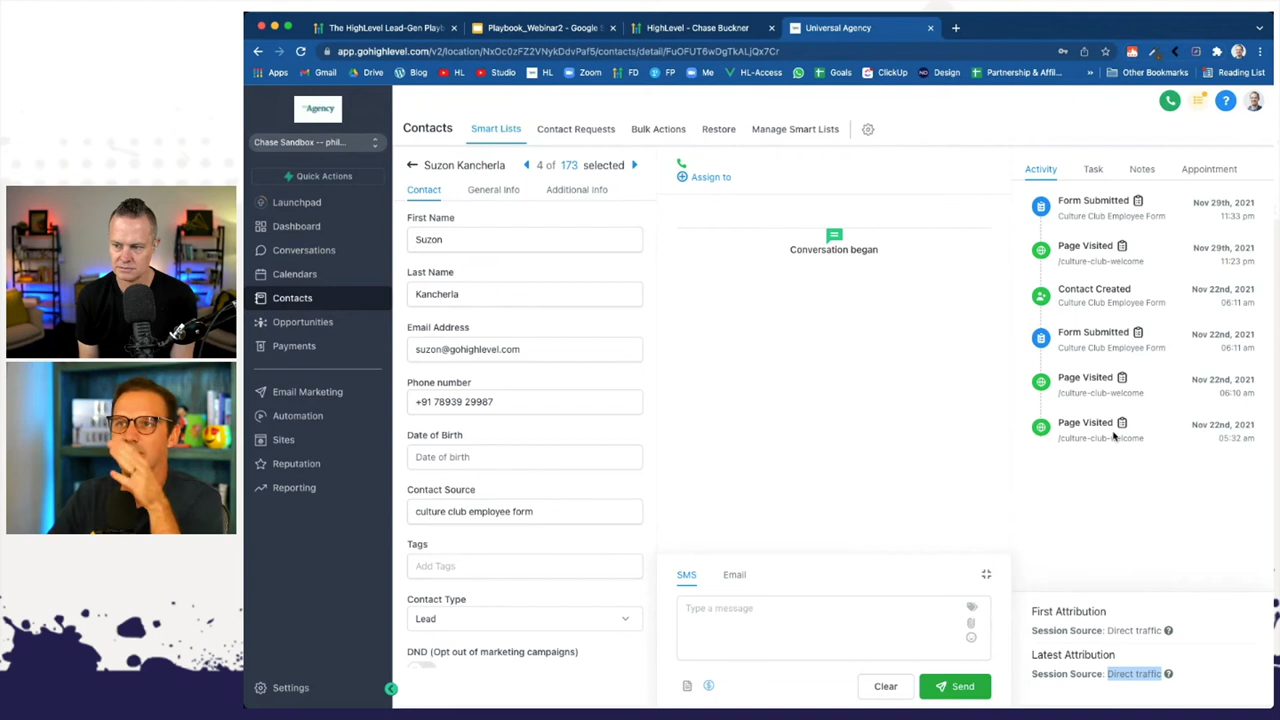 The HighLevel Lead-Gen Playb
Playbook_Webinar2 - Google S
HighLevel - Chase Buckner
Universal Agency
app.gohighlevel.com/v2/location/NxOc0zFZ2VNykDdvPaf5/contacts/detail/FuOFUT6wDgTkALjQx7Cr
Apps
Gmail
Drive
Blog
HL
Studio
HL
Zoom
FD
FP
Me
HL-Access
Goals
ClickUp
Design
Partnership & Affil...
Other Bookmarks
Reading List
Agency
Chase Sandbox -- phil...
Quick Actions
Launchpad
Dashboard
Conversations
Calendars
Contacts
Opportunities
Payments
Email Marketing
Automation
Sites
Reputation
Reporting
Settings
Contacts
Smart Lists
Contact Requests
Bulk Actions
Restore
Manage Smart Lists
Suzon Kancherla
4 of 173 selected
Contact
General Info
Additional Info
First Name
Suzon
Last Name
Kancherla
Email Address
suzon@gohighlevel.com
Phone number
+91 78939 29987
Date of Birth
Date of birth
Contact Source
culture club employee form
Tags
Add Tags
Contact Type
Lead
DND (Opt out of marketing campaigns)
Assign to
Conversation began
SMS
Email
Type a message
Clear
Send
Activity
Task
Notes
Appointment
Form Submitted
Nov 29th, 2021
Culture Club Employee Form
11:33 pm
Page Visited
Nov 29th, 2021
/culture-club-welcome
11:23 pm
Contact Created
Nov 22nd, 2021
Culture Club Employee Form
06:11 am
Form Submitted
Nov 22nd, 2021
Culture Club Employee Form
06:11 am
Page Visited
Nov 22nd, 2021
/culture-club-welcome
06:10 am
Page Visited
Nov 22nd, 2021
/culture-club-welcome
05:32 am
First Attribution
Session Source: Direct traffic
Latest Attribution
Session Source: Direct traffic